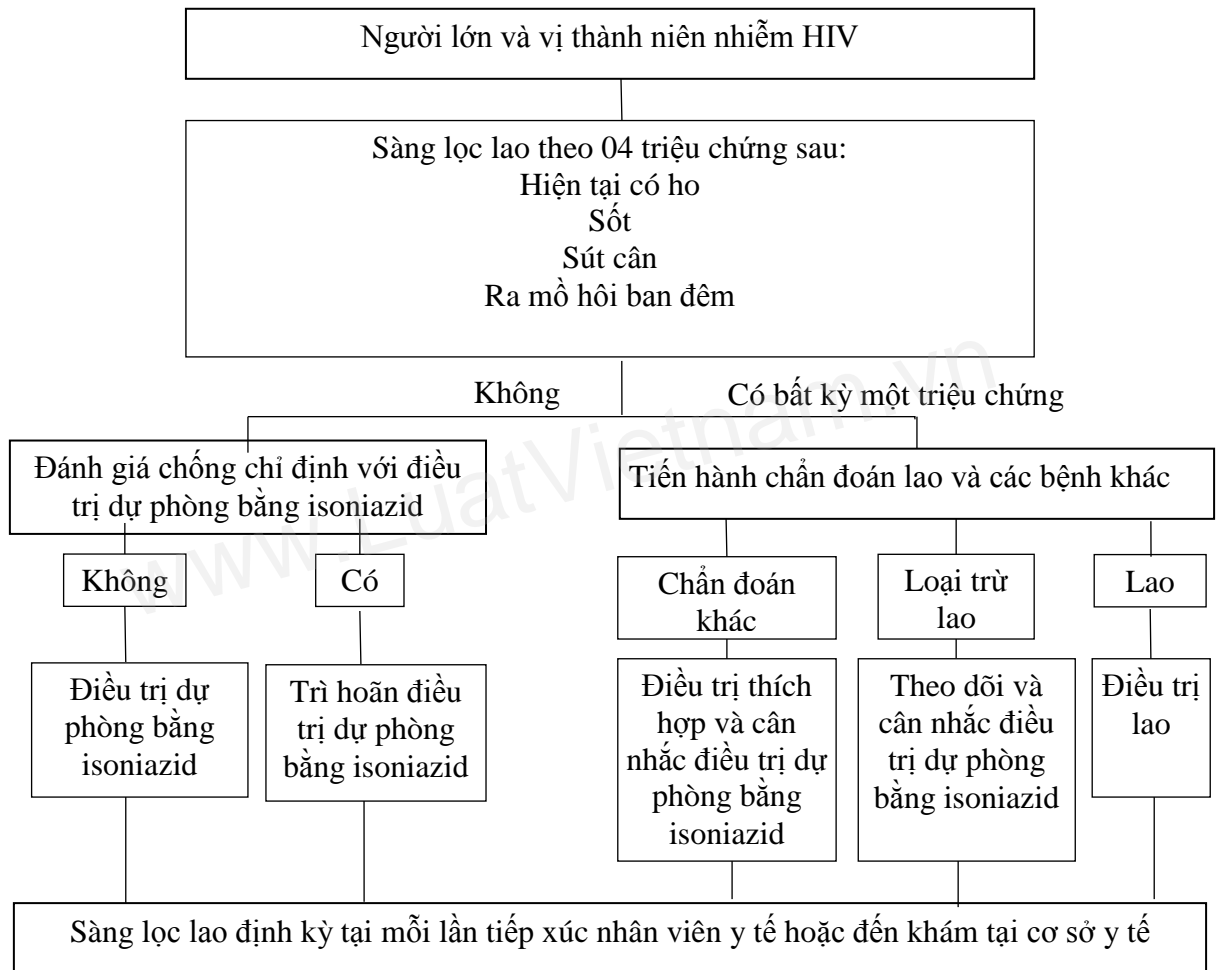 Người lớn và vị thành niên nhiễm HIV
Sàng lọc lao theo 04 triệu chứng sau:
Hiện tại có ho
Sốt
Sút cân
Ra mồ hôi ban đêm
Không
Có bất kỳ một triệu chứng
Đánh giá chống chỉ định với điều
trị dự phòng bằng isoniazid
Tiến hành chẩn đoán lao và các bệnh khác
Không
Có
Chẩn đoán
khác
Loại trừ
lao
Lao
Điều trị dự
phòng bằng
isoniazid
Trì hoãn điều
trị dự phòng
bằng isoniazid
Điều trị thích
hợp và cân
nhắc điều trị dự
phòng bằng
isoniazid
Theo dõi và
cân nhắc điều
trị dự phòng
bằng isoniazid
Điều trị
lao
Sàng lọc lao định kỳ tại mỗi lần tiếp xúc nhân viên y tế hoặc đến khám tại cơ sở y tế
www.LuatVietnam.vn